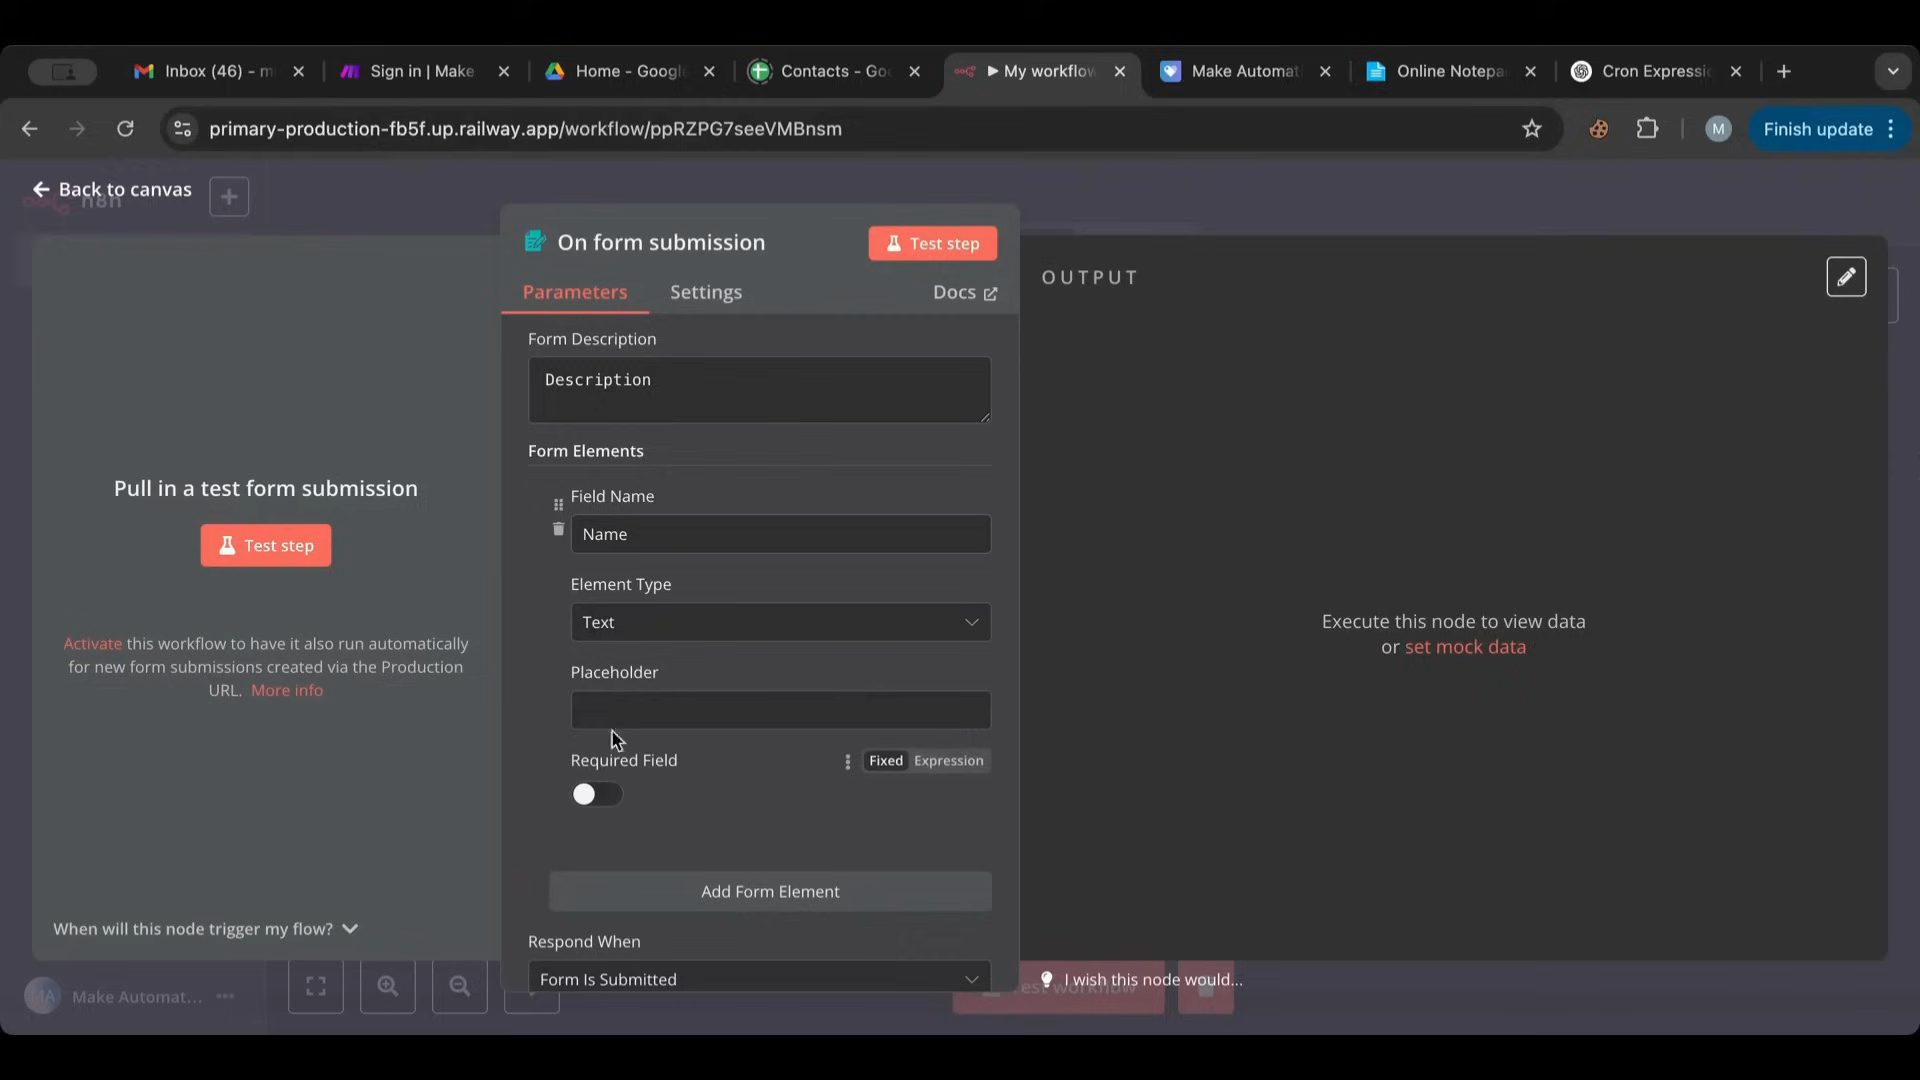 Inbox (46) - m
Sign in | Make
Home - Google
Contacts - Goo
My workflow
Make Automat
Online Notepa
Cron Expressi
primary-production-fb5f.up.railway.app/workflow/ppRZPG7seeVMBnsm
M
Finish update
Back to canvas
n8n
On form submission
Test step
OUTPUT
Parameters
Settings
Docs
Form Description
Description
Form Elements
Pull in a test form submission
Test step
Field Name
Name
Element Type
Text
Activate this workflow to have it also run automatically
for new form submissions created via the Production
URL. More info
Execute this node to view data
or set mock data
Placeholder
Required Field
Fixed
Expression
Add Form Element
When will this node trigger my flow?
Respond When
Form Is Submitted
I wish this node would...
MA
Make Automat...